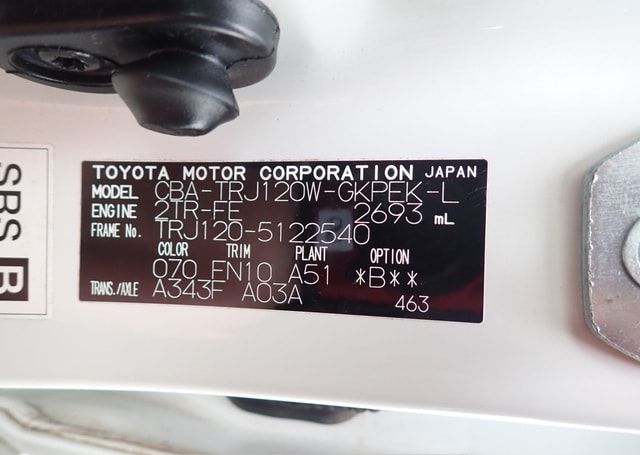 TOYOTA MOTOR CORPORATION JAPAN
MODEL CBA-TRJ120W-GKPEK-L
ENGINE 2TR-FE 2693 mL
FRAME No. TRJ120-5122540
COLOR TRIM PLANT OPTION
070 FN10 A51 *B**
TRANS./AXLE A343F A03A
463
SRS B